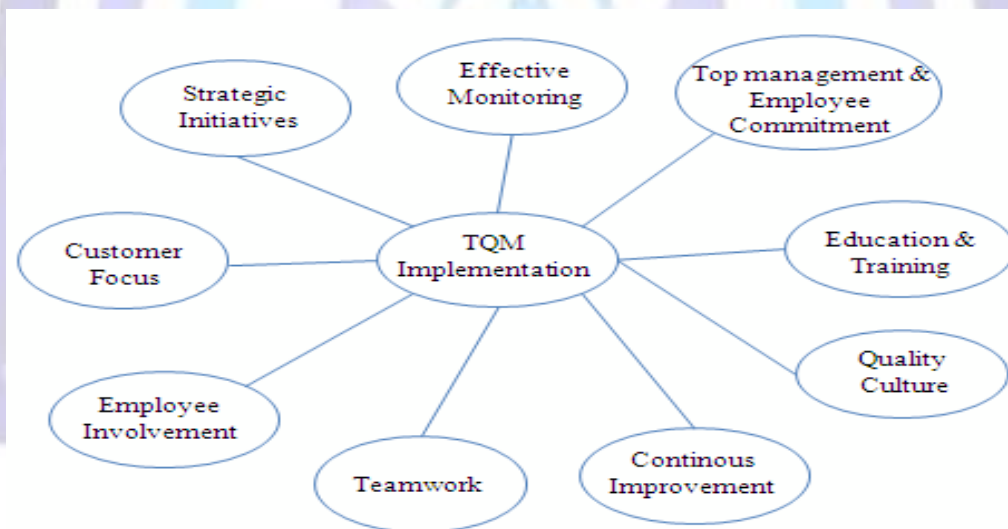 Strategic
Initiatives
Effective
Monitoring
Top management &
Employee
Commitment
Customer
Focus
TQM
Implementation
Education &
Training
Quality
Culture
Employee
Involvement
Teamwork
Continous
Improvement